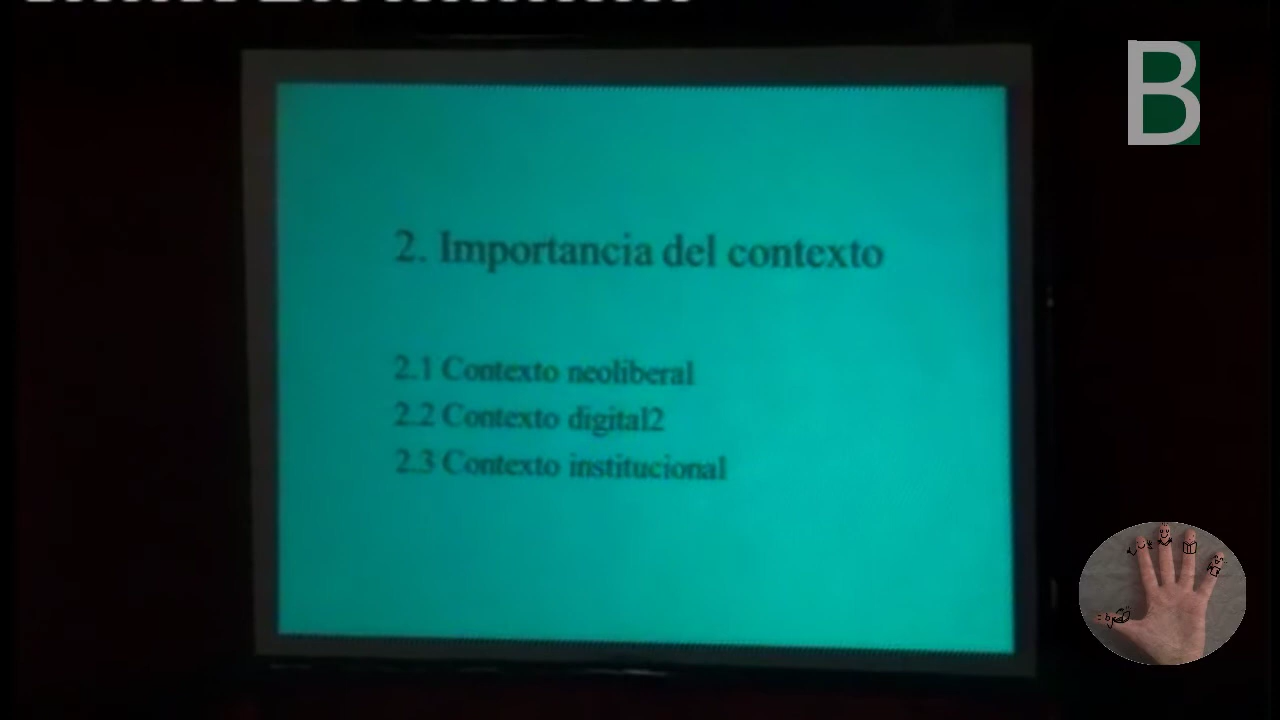 B
2. Importancia del contexto
2.1 Contexto neoliberal
2.2 Contexto digital2
2.3 Contexto institucional